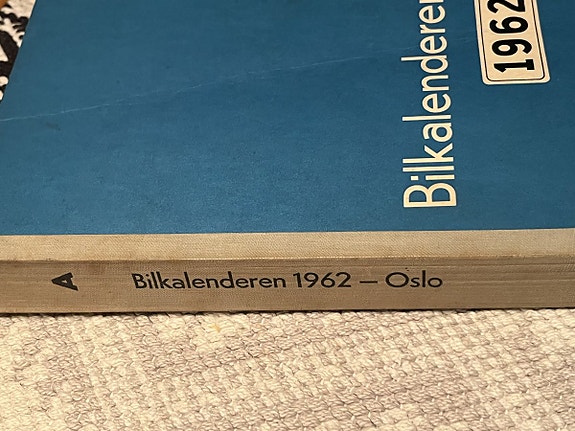 Bilkalenderen
1962
A
Bilkalenderen 1962 – Oslo